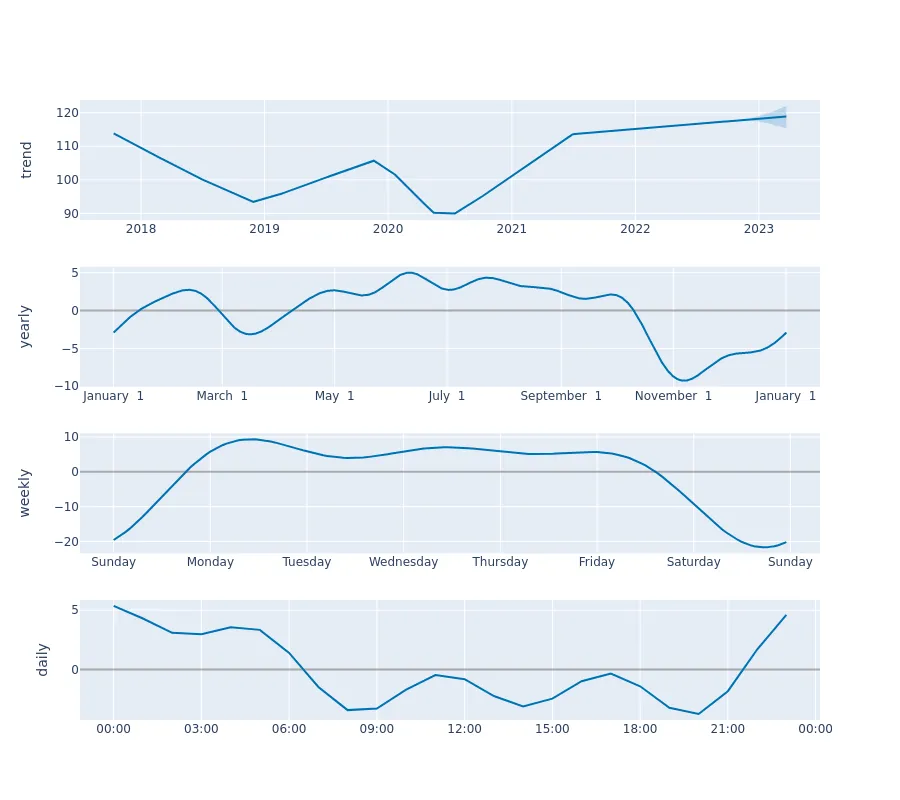 trend
120
110
100
90
2018 2019 2020 2021 2022 2023
yearly
5
0
−5
−10
January 1 March 1 May 1 July 1 September 1 November 1 January 1
weekly
10
0
−10
−20
Sunday Monday Tuesday Wednesday Thursday Friday Saturday Sunday
daily
5
0
00:00 03:00 06:00 09:00 12:00 15:00 18:00 21:00 00:00